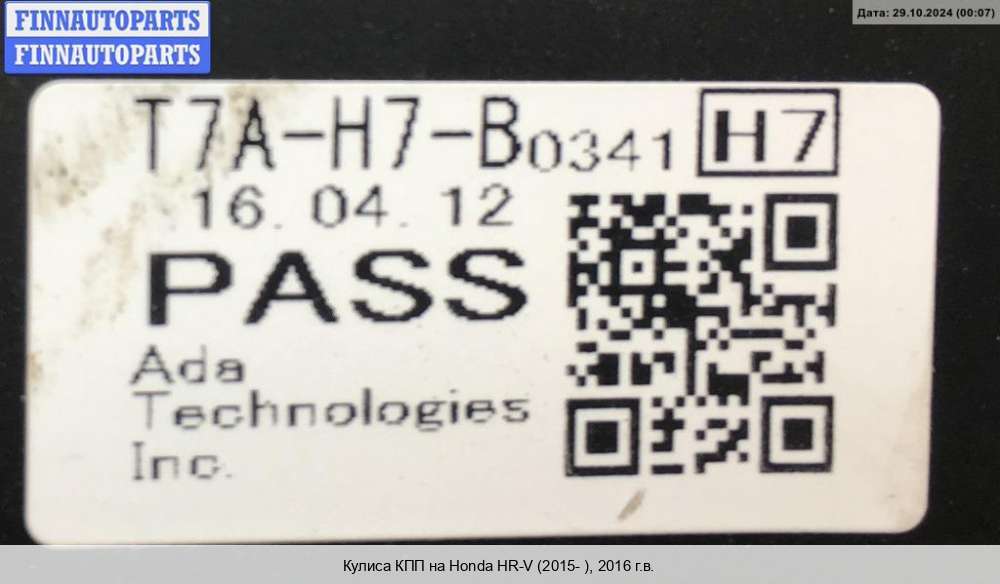 FINNAUTOPARTS
FINNAUTOPARTS
Дата: 29.10.2024 (00:07)
T7A-H7-B0341 H7
16. 04. 12
PASS
Ada
Technologies
Inc.
Кулиса КПП на Honda HR-V (2015- ), 2016 г.в.